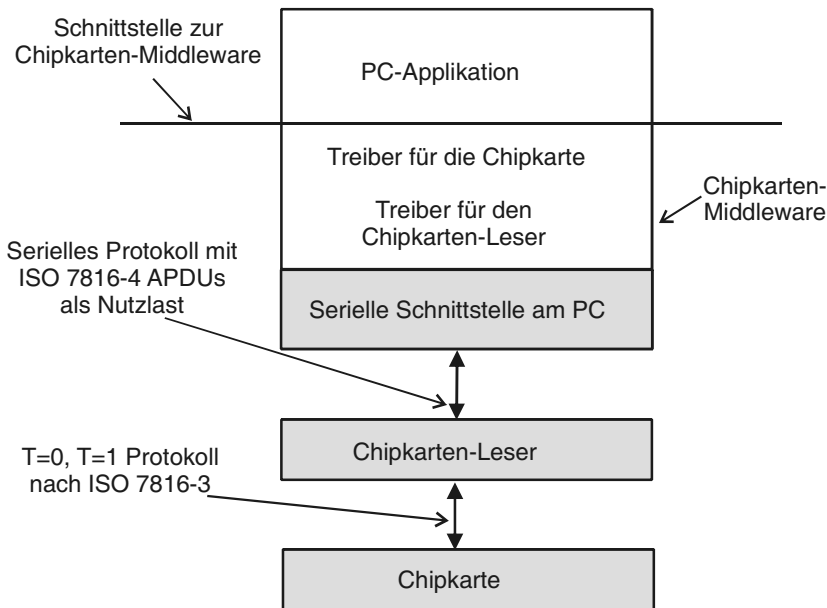 Schnittstelle zur
Chipkarten-Middleware
PC-Applikation
Treiber für die Chipkarte
Treiber für den
Chipkarten-Leser
Chipkarten-
Middleware
Serielles Protokoll mit
ISO 7816-4 APDUs
als Nutzlast
Serielle Schnittstelle am PC
Chipkarten-Leser
T=0, T=1 Protokoll
nach ISO 7816-3
Chipkarte